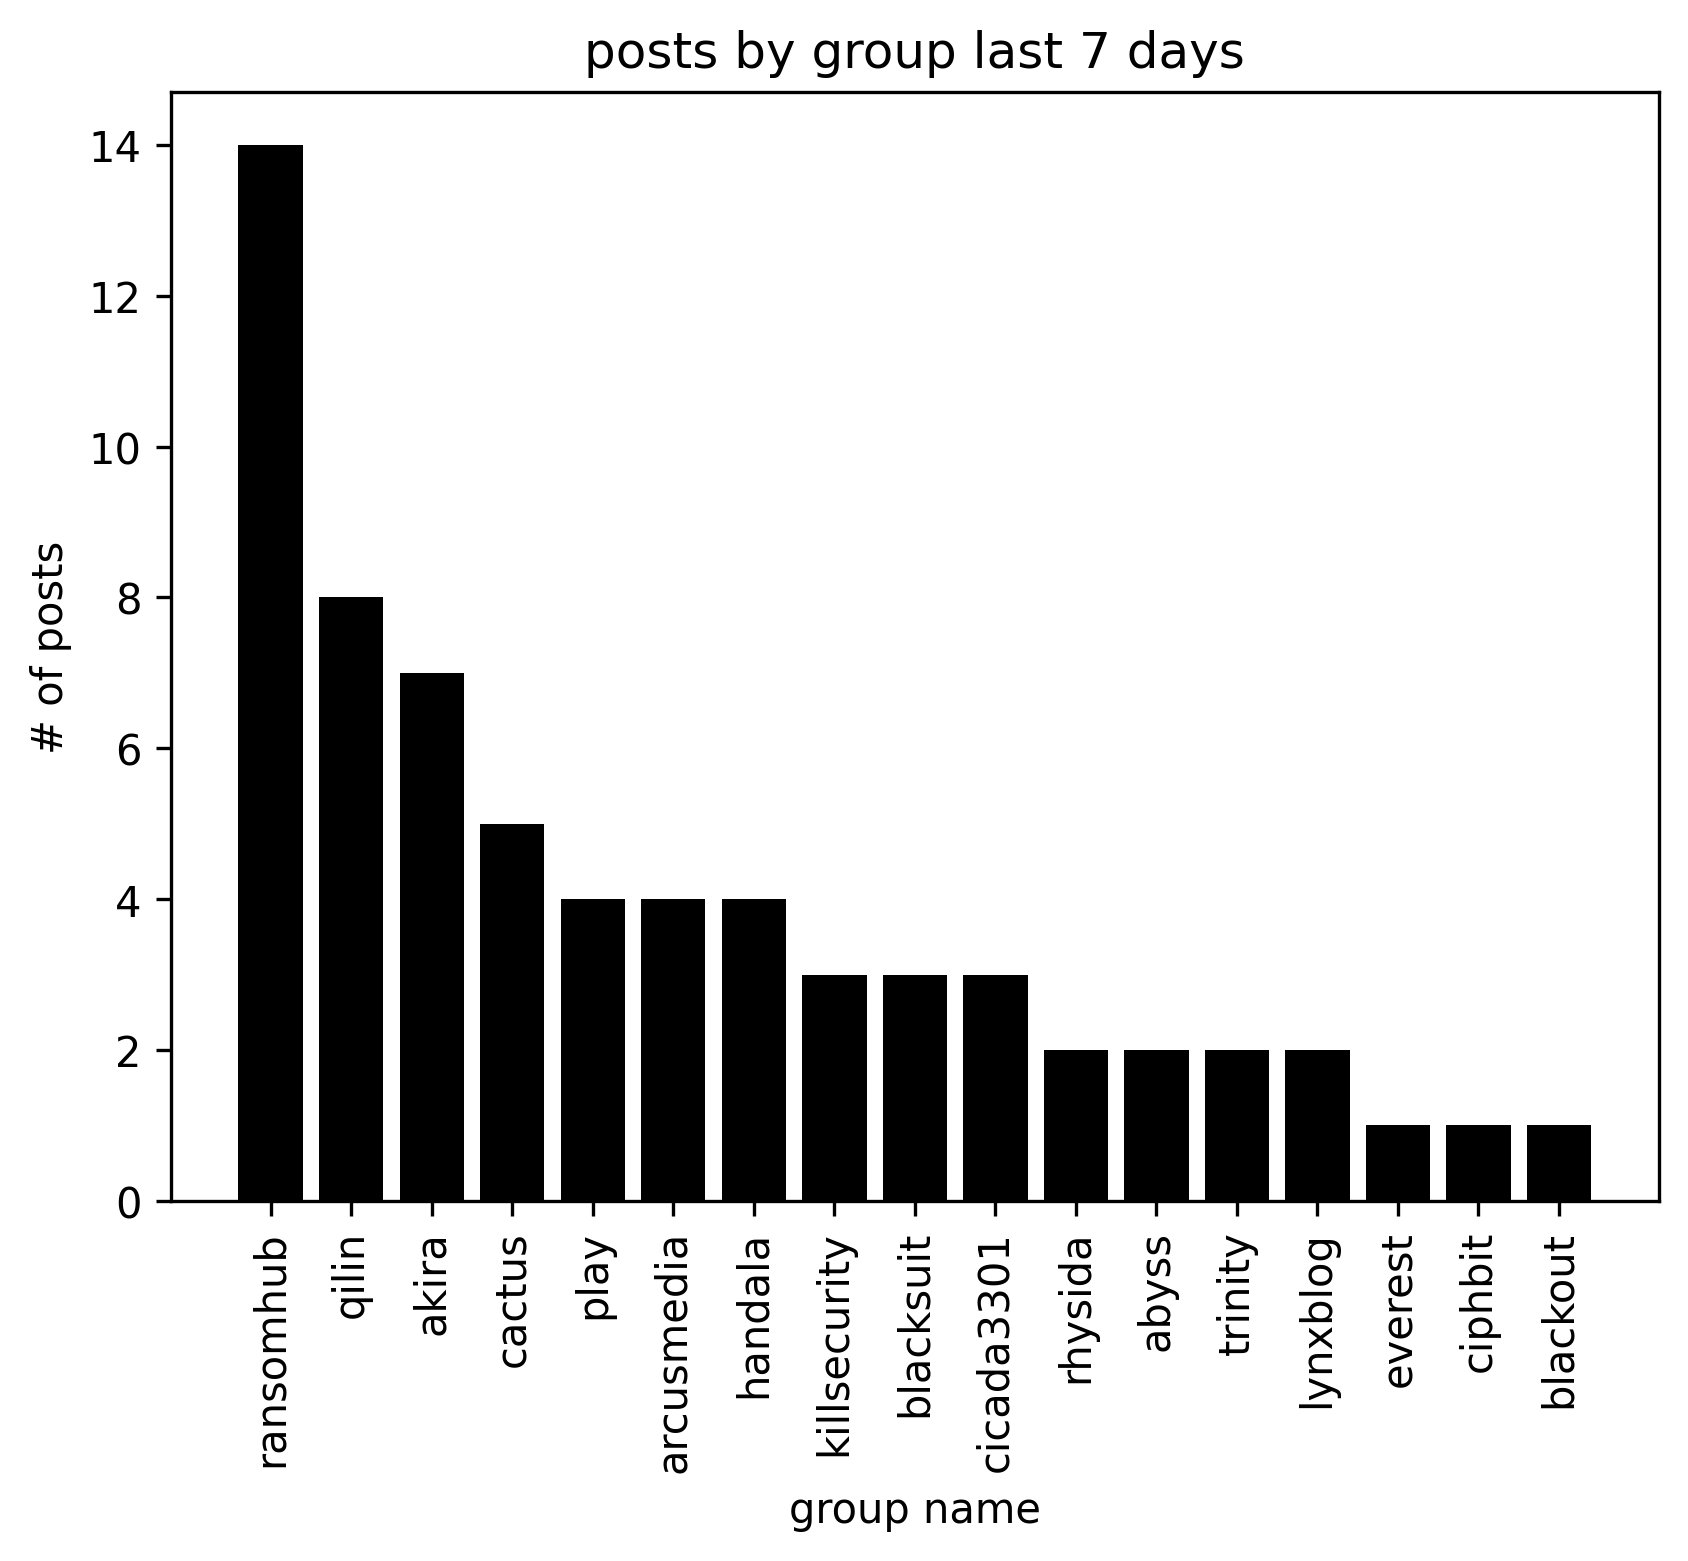 posts by group last 7 days
# of posts
14
12
10
8
6
4
2
0
ransomhub
qilin
akira
cactus
play
arcusmedia
handala
killsecurity
blacksuit
cicada3301
rhysida
abyss
trinity
lynxblog
everest
ciphbit
blackout
group name